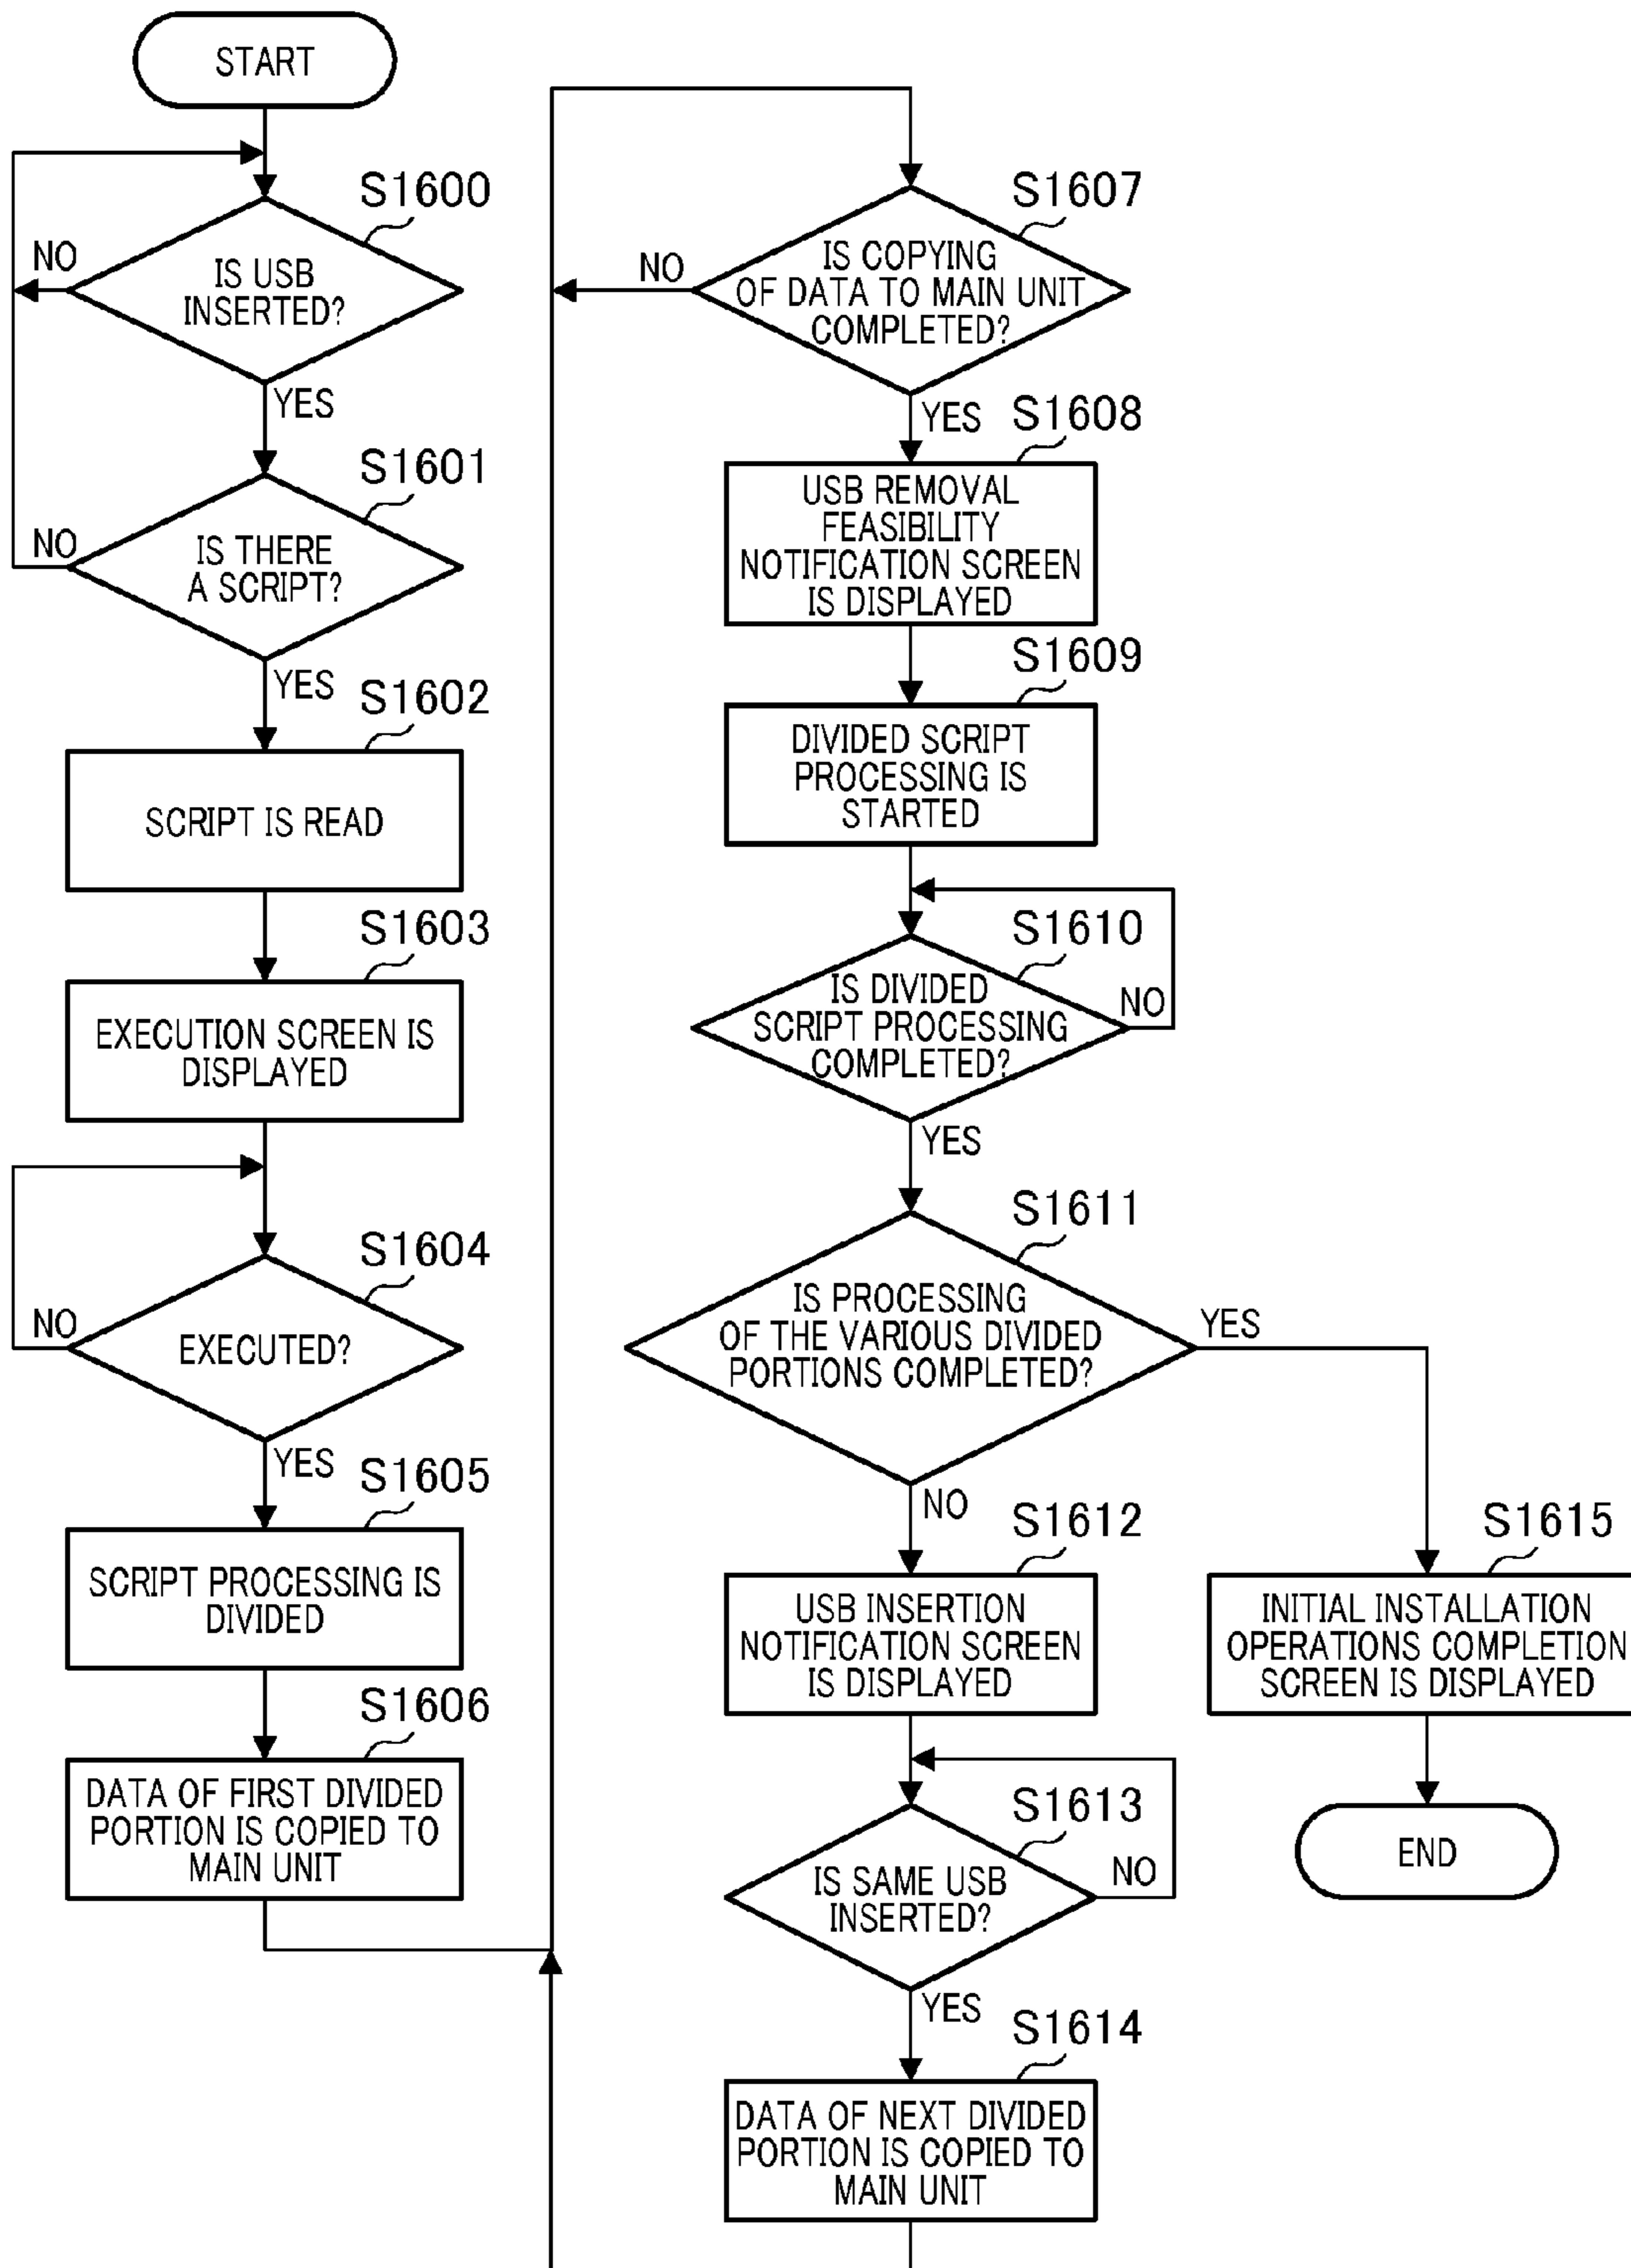 START
S1600
NO
IS USB
INSERTED?
YES
S1601
NO
IS THERE
A SCRIPT?
YES
S1602
SCRIPT IS READ
S1603
EXECUTION SCREEN IS
DISPLAYED
S1604
NO
EXECUTED?
YES
S1605
SCRIPT PROCESSING IS
DIVIDED
S1606
DATA OF FIRST DIVIDED
PORTION IS COPIED TO
MAIN UNIT
S1607
NO
IS COPYING
OF DATA TO MAIN UNIT
COMPLETED?
YES
S1608
USB REMOVAL
FEASIBILITY
NOTIFICATION SCREEN
IS DISPLAYED
S1609
DIVIDED SCRIPT
PROCESSING IS
STARTED
S1610
IS DIVIDED
SCRIPT PROCESSING
COMPLETED?
NO
YES
S1611
IS PROCESSING
OF THE VARIOUS DIVIDED
PORTIONS COMPLETED?
YES
NO
S1612
USB INSERTION
NOTIFICATION SCREEN
IS DISPLAYED
S1613
IS SAME USB
INSERTED?
NO
YES
S1614
DATA OF NEXT DIVIDED
PORTION IS COPIED TO
MAIN UNIT
S1615
INITIAL INSTALLATION
OPERATIONS COMPLETION
SCREEN IS DISPLAYED
END